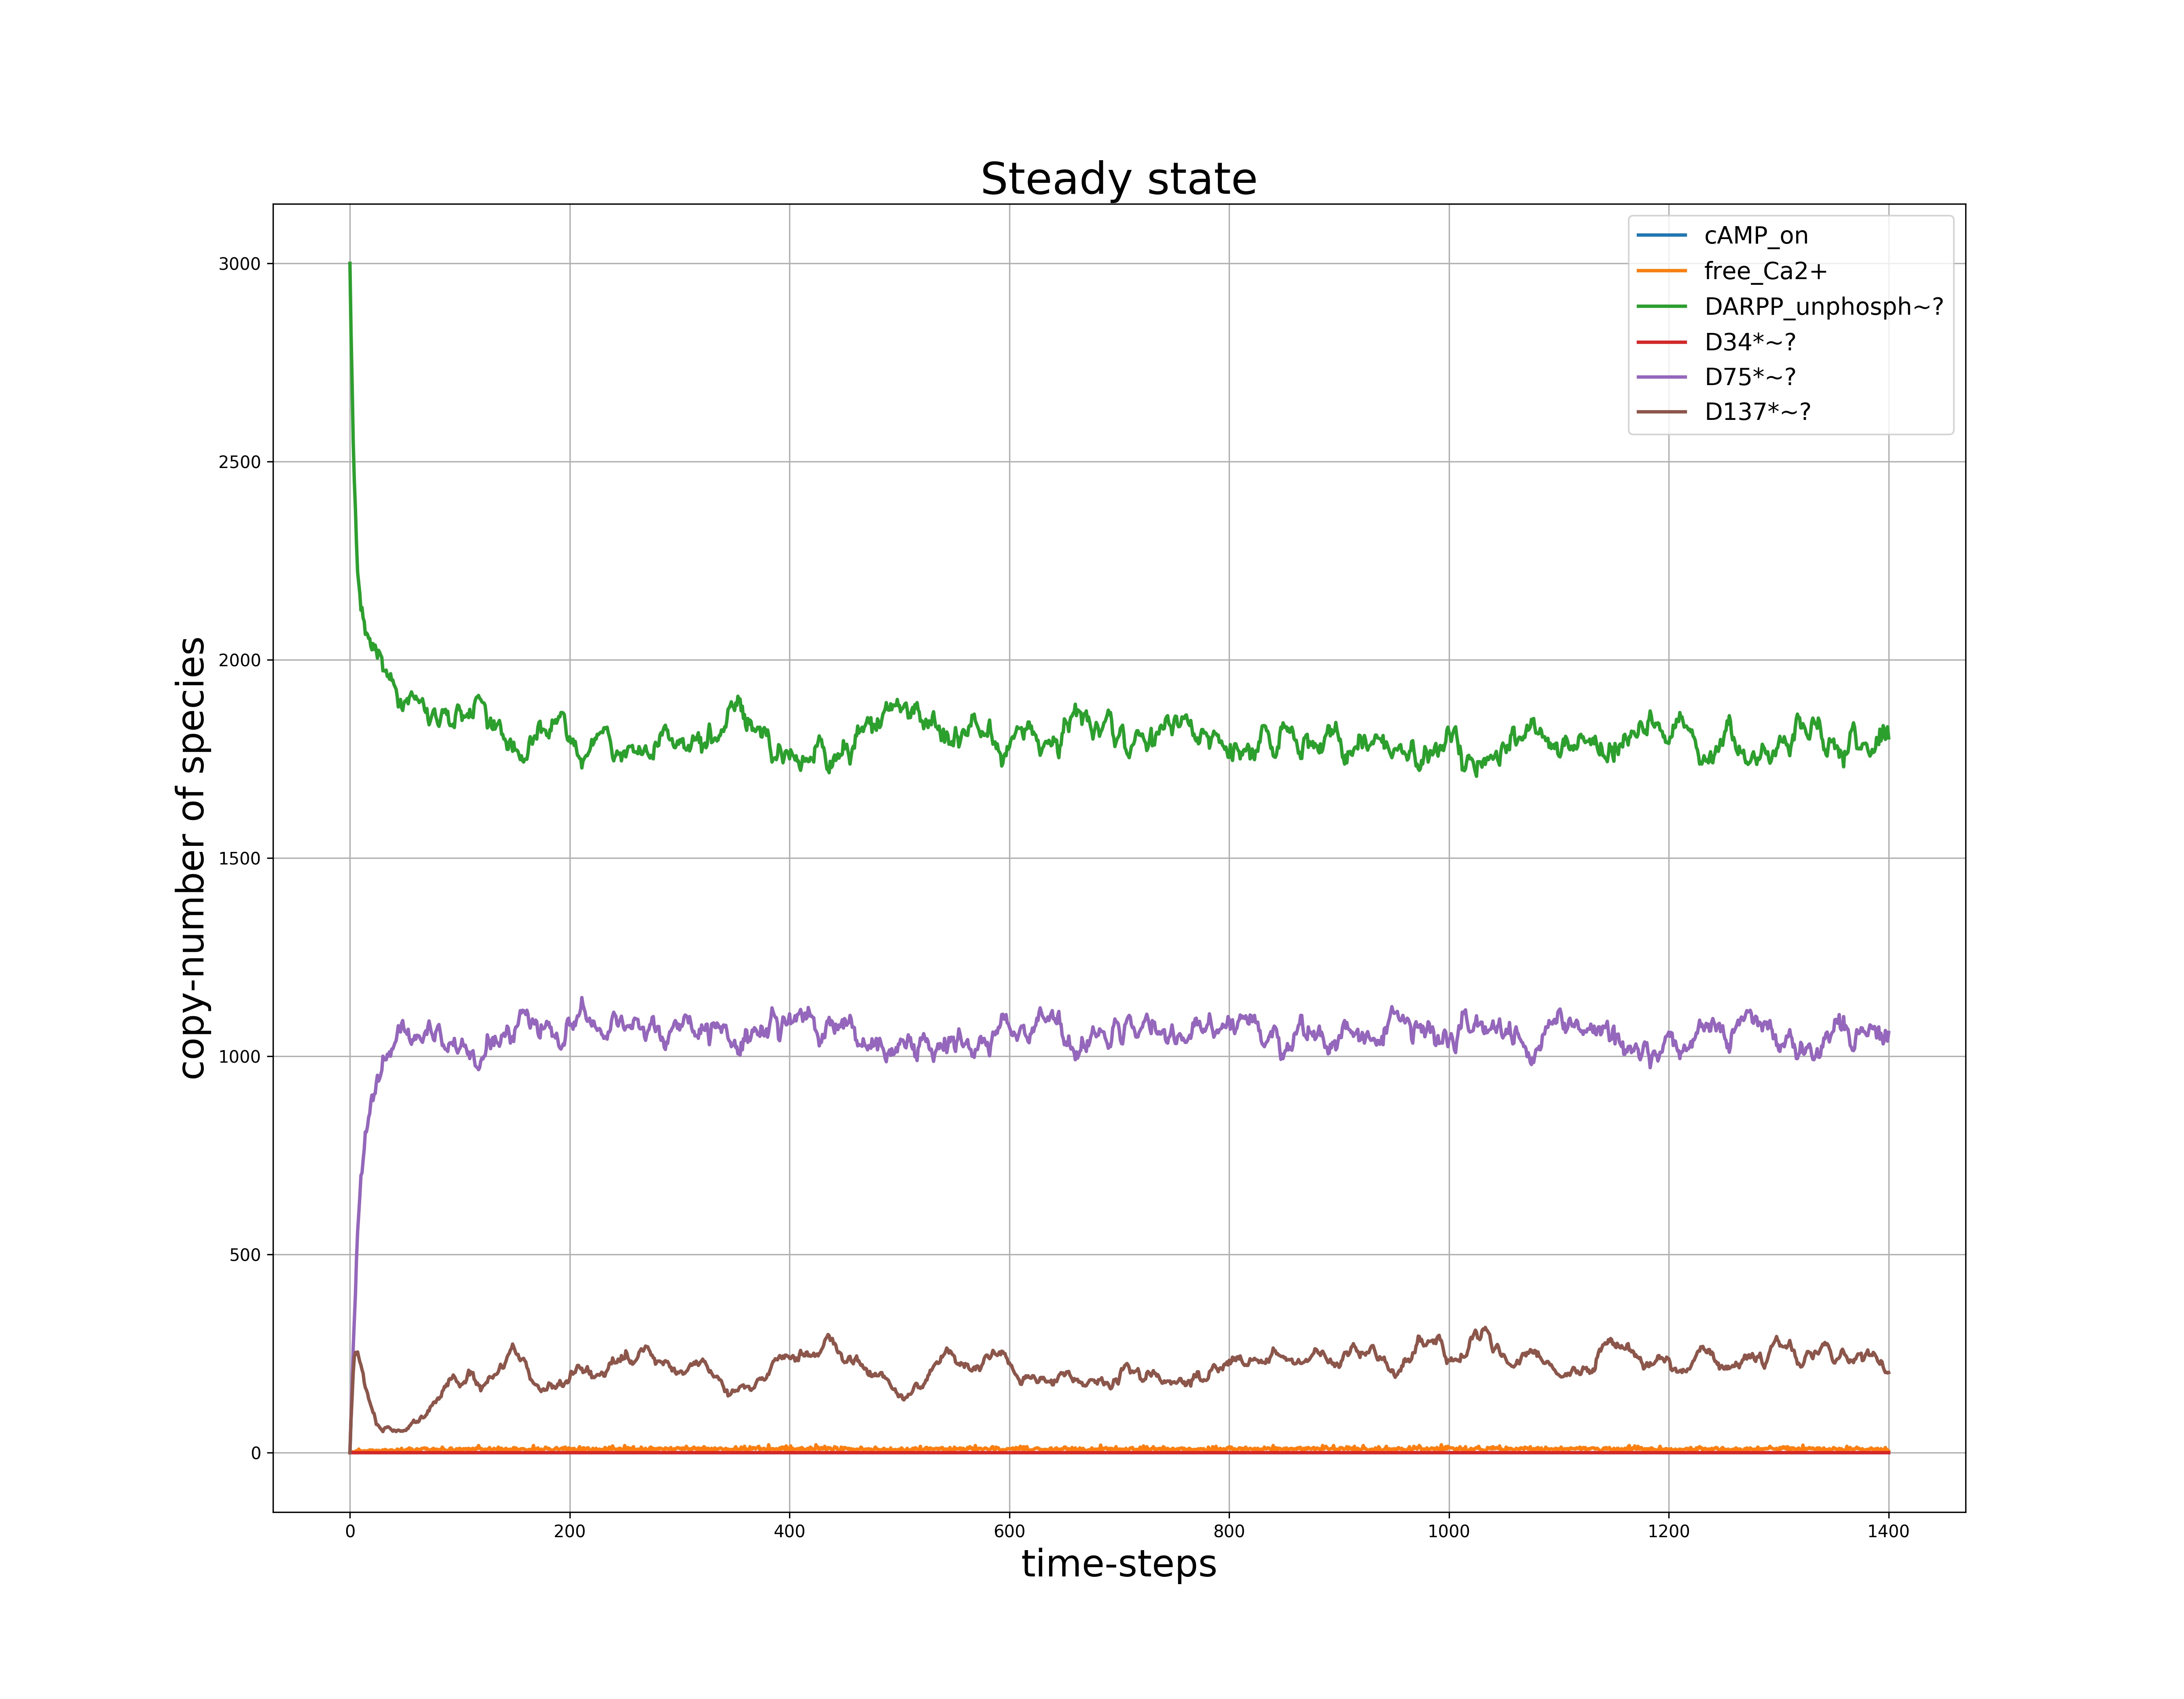 Steady state
cAMP_on
free_Ca2+
DARPP_unphosph~?
D34*~?
D75*~?
D137*~?
copy-number of species
3000
2500
2000
1500
1000
500
0
0 200 400 600 800 1000 1200 1400
time-steps